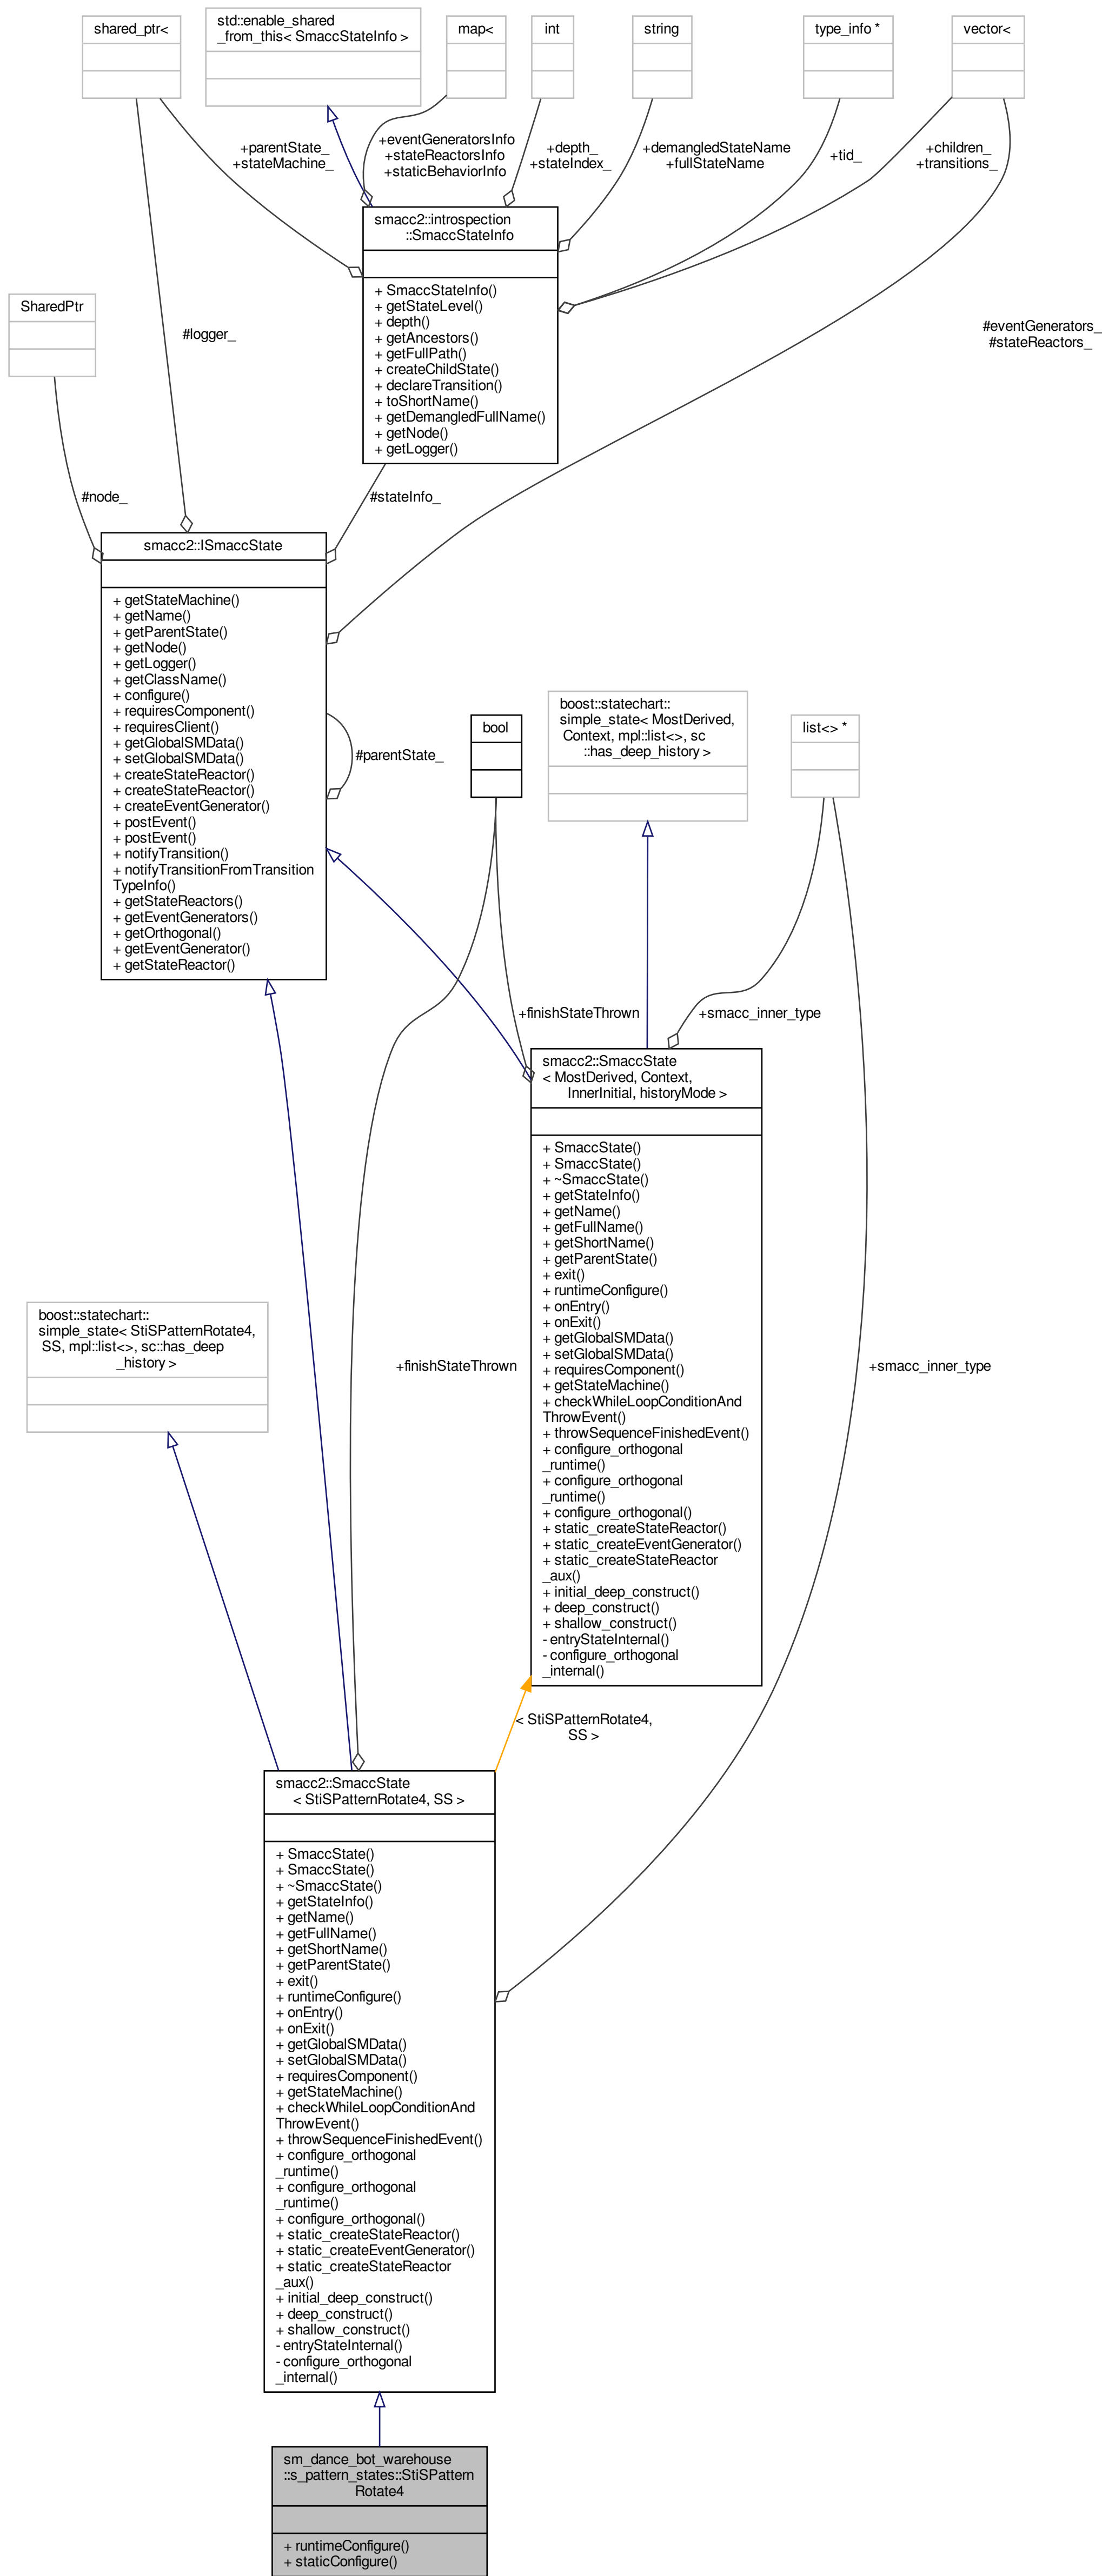 shared_ptr<
std::enable_shared
_from_this< SmaccStateInfo >
map<
int
string
type_info *
vector<
+parentState_
+stateMachine_
+eventGeneratorsInfo
+stateReactorsInfo
+staticBehaviorInfo
+depth_
+stateIndex_
+demangledStateName
+fullStateName
+tid_
+children_
+transitions_
smacc2::introspection
::SmaccStateInfo
+ SmaccStateInfo()
+ getStateLevel()
+ depth()
+ getAncestors()
+ getFullPath()
+ createChildState()
+ declareTransition()
+ toShortName()
+ getDemangledFullName()
+ getNode()
+ getLogger()
SharedPtr
#logger_
#eventGenerators_
#stateReactors_
#node_
#stateInfo_
smacc2::ISmaccState
+ getStateMachine()
+ getName()
+ getParentState()
+ getNode()
+ getLogger()
+ getClassName()
+ configure()
+ requiresComponent()
+ requiresClient()
+ getGlobalSMData()
+ setGlobalSMData()
+ createStateReactor()
+ createStateReactor()
+ createEventGenerator()
+ postEvent()
+ postEvent()
+ notifyTransition()
+ notifyTransitionFromTransition
TypeInfo()
+ getStateReactors()
+ getEventGenerators()
+ getOrthogonal()
+ getEventGenerator()
+ getStateReactor()
#parentState_
bool
boost::statechart::
simple_state< MostDerived,
Context, mpl::list<>, sc
::has_deep_history >
list<> *
+finishStateThrown
+smacc_inner_type
smacc2::SmaccState
< MostDerived, Context,
InnerInitial, historyMode >
+ SmaccState()
+ SmaccState()
+ ~SmaccState()
+ getStateInfo()
+ getName()
+ getFullName()
+ getShortName()
+ getParentState()
+ exit()
+ runtimeConfigure()
+ onEntry()
+ onExit()
+ getGlobalSMData()
+ setGlobalSMData()
+ requiresComponent()
+ getStateMachine()
+ checkWhileLoopConditionAnd
ThrowEvent()
+ throwSequenceFinishedEvent()
+ configure_orthogonal
_runtime()
+ configure_orthogonal
_runtime()
+ configure_orthogonal()
+ static_createStateReactor()
+ static_createEventGenerator()
+ static_createStateReactor
_aux()
+ initial_deep_construct()
+ deep_construct()
+ shallow_construct()
- entryStateInternal()
- configure_orthogonal
_internal()
boost::statechart::
simple_state< StiSPatternRotate4,
SS, mpl::list<>, sc::has_deep
_history >
+finishStateThrown
+smacc_inner_type
< StiSPatternRotate4,
SS >
smacc2::SmaccState
< StiSPatternRotate4, SS >
+ SmaccState()
+ SmaccState()
+ ~SmaccState()
+ getStateInfo()
+ getName()
+ getFullName()
+ getShortName()
+ getParentState()
+ exit()
+ runtimeConfigure()
+ onEntry()
+ onExit()
+ getGlobalSMData()
+ setGlobalSMData()
+ requiresComponent()
+ getStateMachine()
+ checkWhileLoopConditionAnd
ThrowEvent()
+ throwSequenceFinishedEvent()
+ configure_orthogonal
_runtime()
+ configure_orthogonal
_runtime()
+ configure_orthogonal()
+ static_createStateReactor()
+ static_createEventGenerator()
+ static_createStateReactor
_aux()
+ initial_deep_construct()
+ deep_construct()
+ shallow_construct()
- entryStateInternal()
- configure_orthogonal
_internal()
sm_dance_bot_warehouse
::s_pattern_states::StiSPattern
Rotate4
+ runtimeConfigure()
+ staticConfigure()